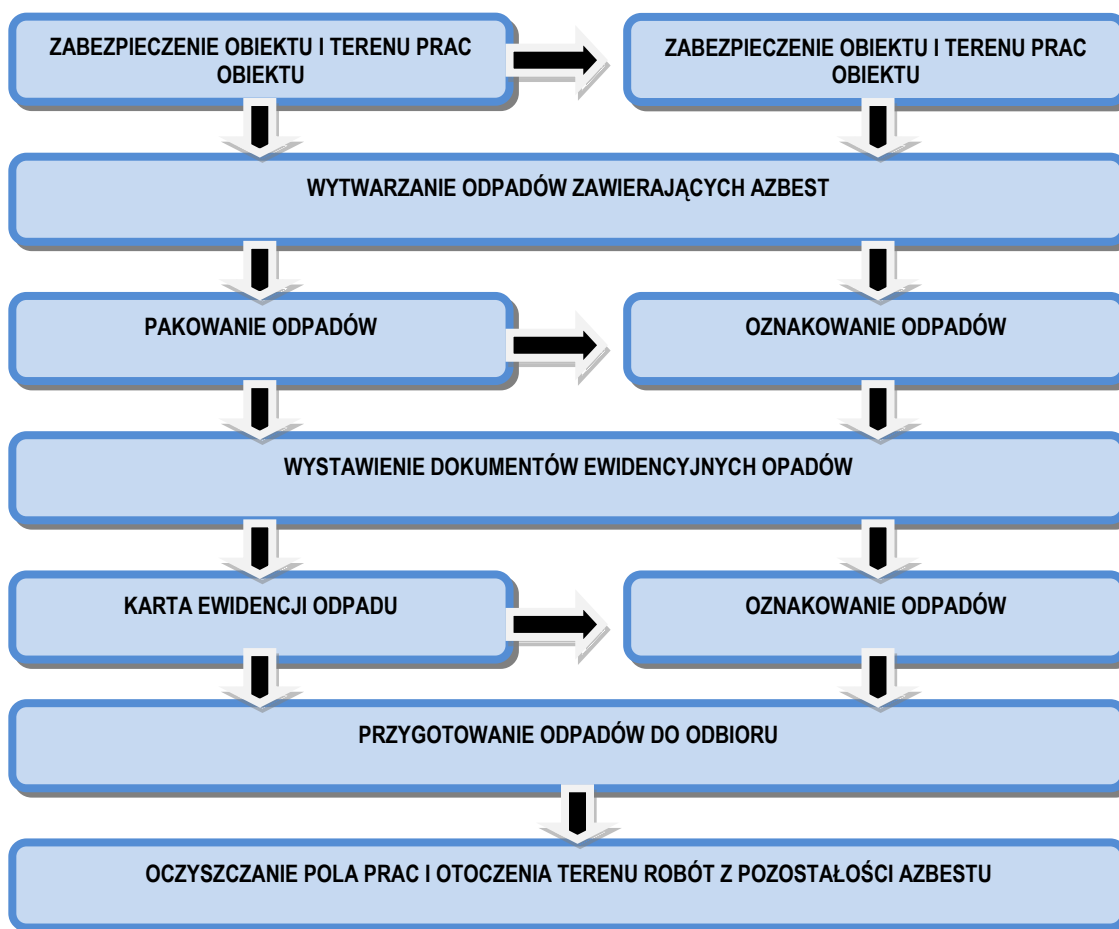 ZABEZPIECZENIE OBIEKTU I TERENU PRAC
OBIEKTU
ZABEZPIECZENIE OBIEKTU I TERENU PRAC
OBIEKTU
WYTWARZANIE ODPADÓW ZAWIERAJĄCYCH AZBEST
PAKOWANIE ODPADÓW
OZNAKOWANIE ODPADÓW
WYSTAWIENIE DOKUMENTÓW EWIDENCYJNYCH OPADÓW
KARTA EWIDENCJI ODPADU
OZNAKOWANIE ODPADÓW
PRZYGOTOWANIE ODPADÓW DO ODBIORU
OCZYSZCZANIE POLA PRAC I OTOCZENIA TERENU ROBÓT Z POZOSTAŁOŚCI AZBESTU